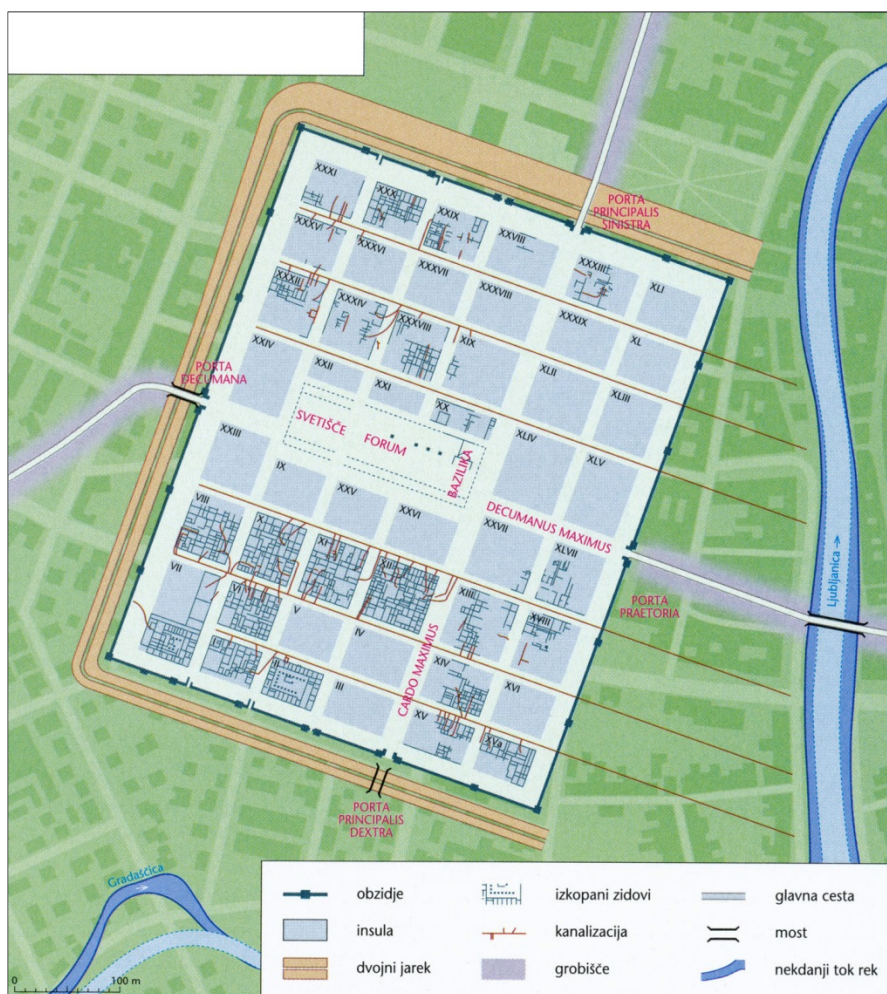 PORTA
PRINCIPALIS
SINISTRA
XXXI
XXX
XXIX
XXVIII
XXXIII
XLI
XXXVI
XXXVI
XXXVII
XXXVIII
XXXIX
XL
XXXII
XXXIV
XXXVIII
XIX
XLII
XLIII
PORTA
DECUMANA
XXIV
XXII
XXI
XX
XLIV
XLV
SVETIŠČE
FORUM
BAZILIKA
XXIII
IX
XXV
XXVI
XXVII
DECUMANUS MAXIMUS
XLVII
VIII
X
XI
XII
XIII
XVIII
PORTA
PRAETORIA
Ljubljanica
VII
VI
V
IV
CARDO MAXIMUS
XIV
XVI
II
III
XV
XVa
PORTA
PRINCIPALIS
DEXTRA
Gradaščica
0
100 m
obzidje
izkopani zidovi
glavna cesta
insula
kanalizacija
most
dvojni jarek
grobišče
nekdanji tok rek